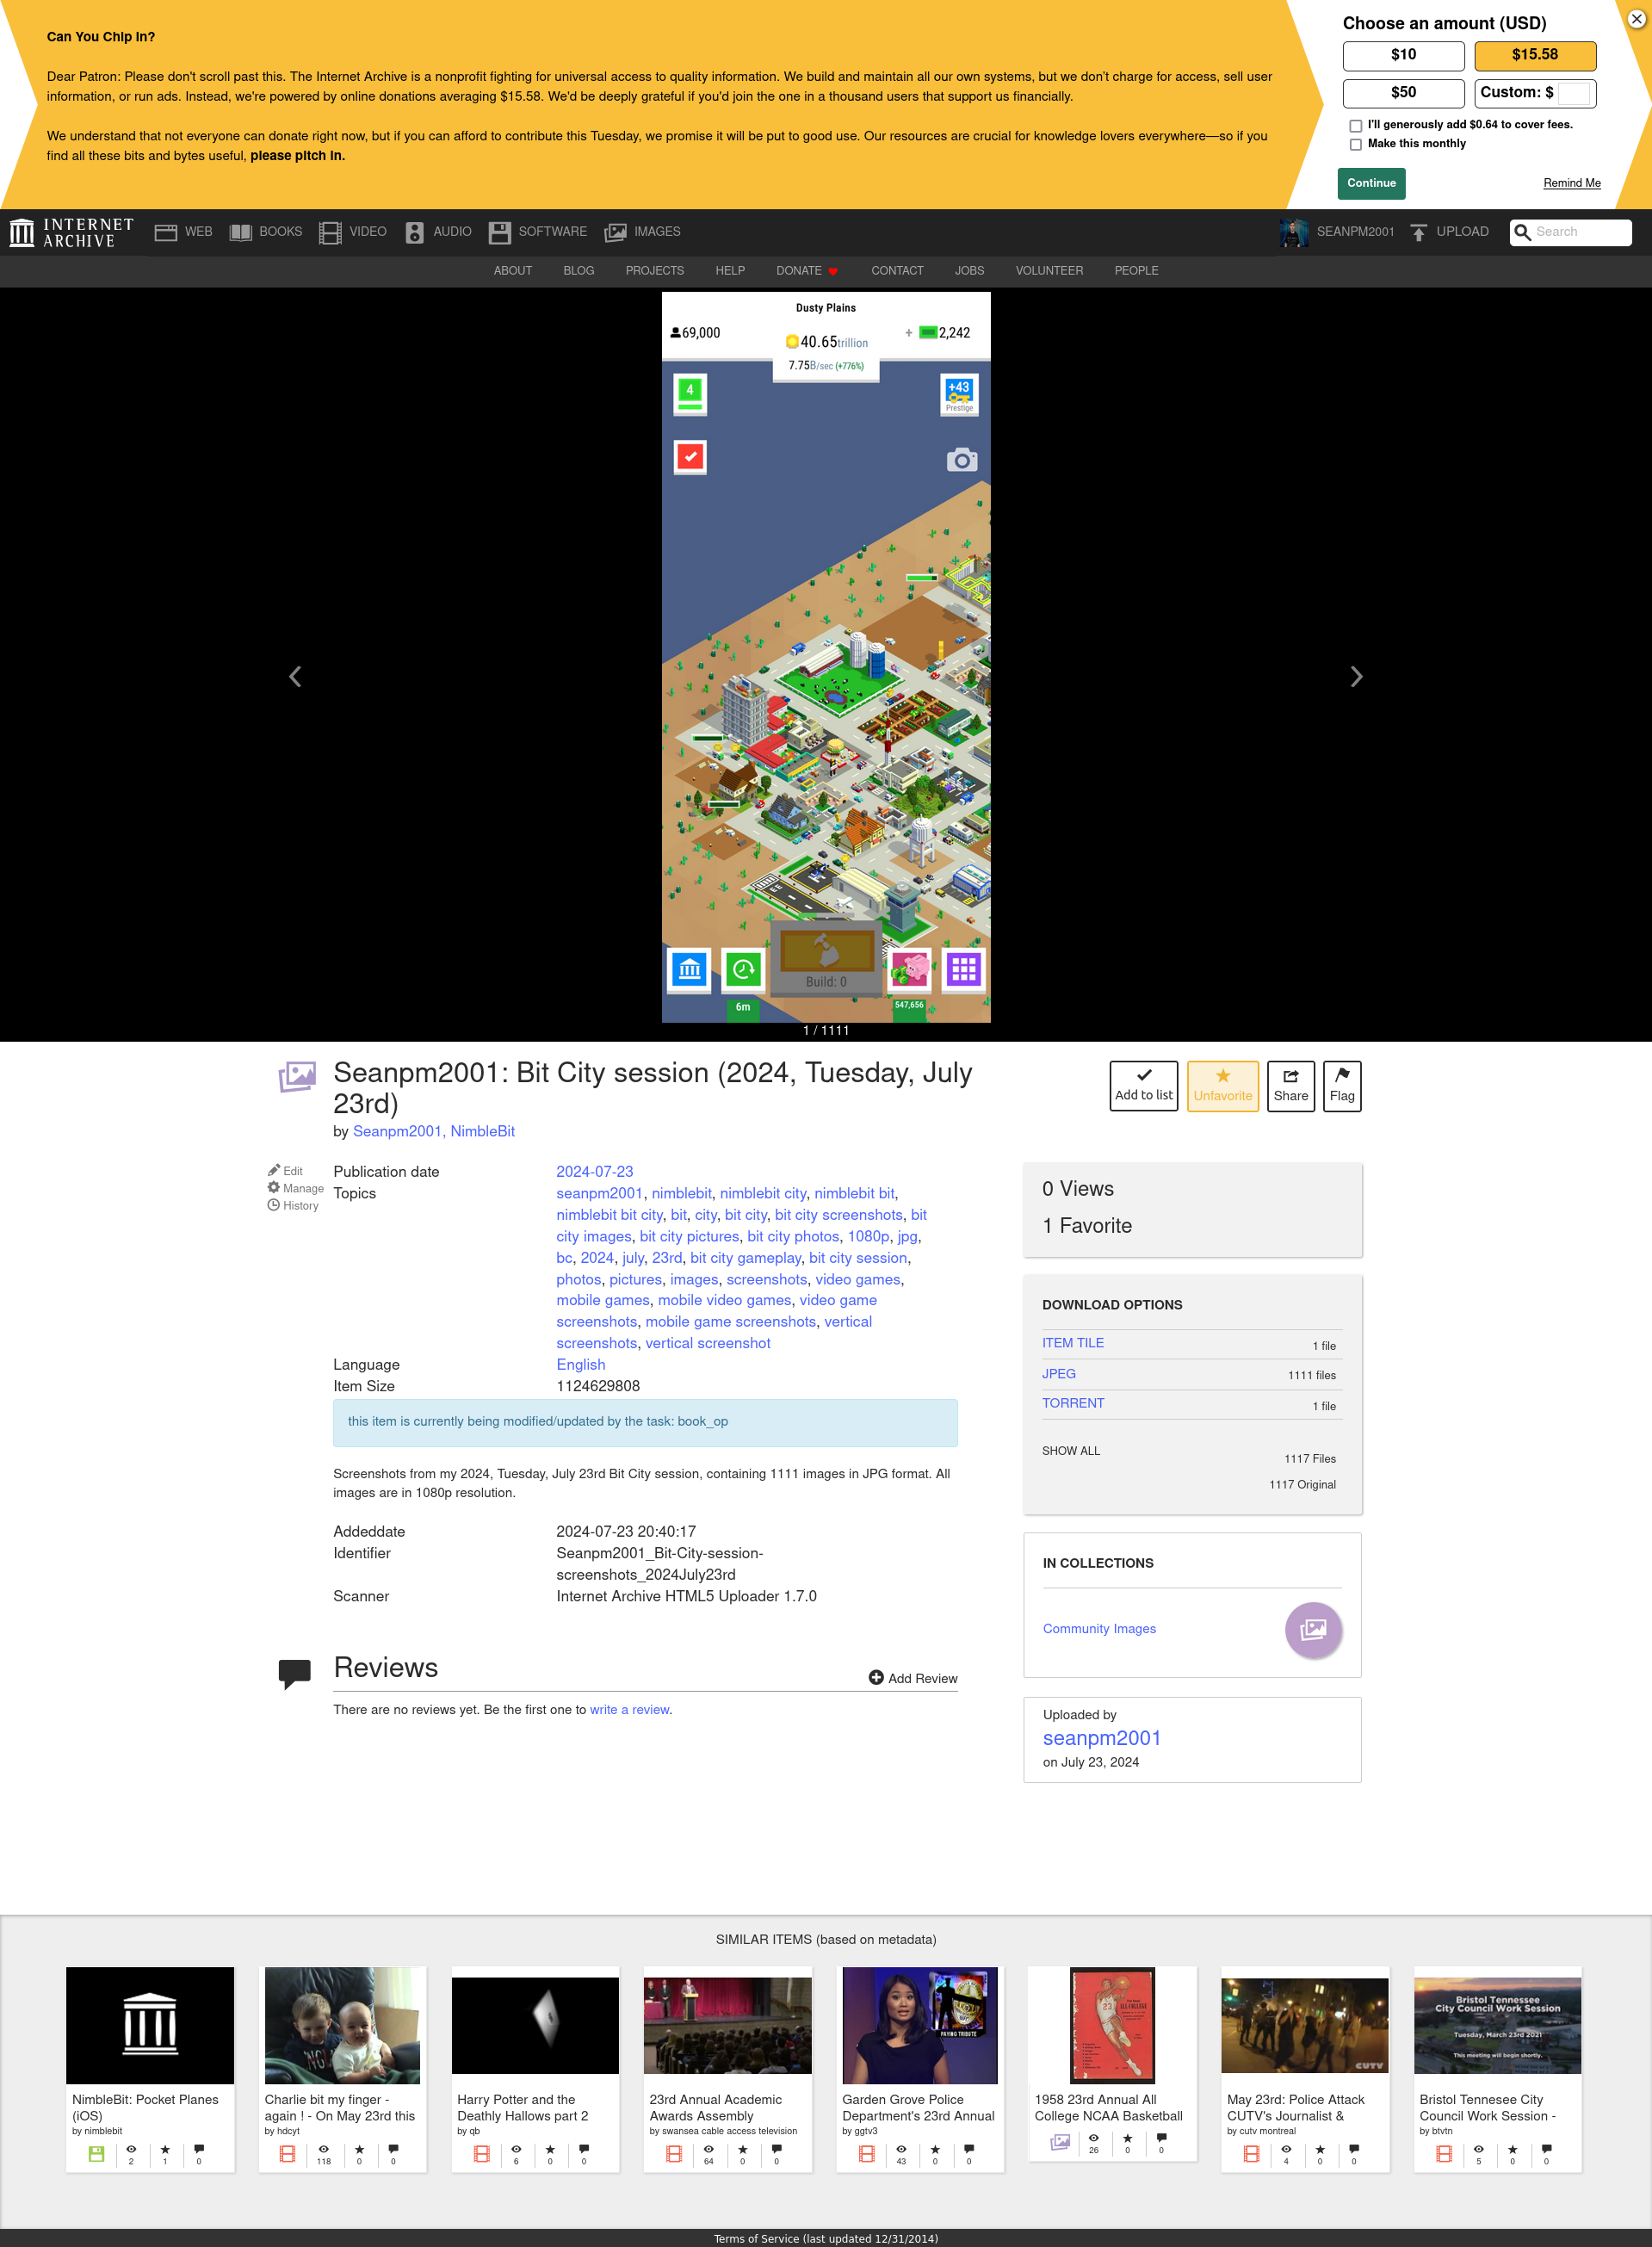 Can You Chip In?
Dear Patron: Please don't scroll past this. The Internet Archive is a nonprofit fighting for universal access to quality information. We build and maintain all our own systems, but we don't charge for access, sell user
information, or run ads. Instead, we're powered by online donations averaging $15.58. We'd be deeply grateful if you'd join the one in a thousand users that support us financially.
We understand that not everyone can donate right now, but if you can afford to contribute this Tuesday, we promise it will be put to good use. Our resources are crucial for knowledge lovers everywhere—so if you
find all these bits and bytes useful, please pitch in.
Choose an amount (USD)
$10
$15.58
$50
Custom: $
I'll generously add $0.64 to cover fees.
Make this monthly
Continue
Remind Me
INTERNET
ARCHIVE
WEB
BOOKS
VIDEO
AUDIO
SOFTWARE
IMAGES
SEANPM2001
UPLOAD
Search
ABOUT
BLOG
PROJECTS
HELP
DONATE
CONTACT
JOBS
VOLUNTEER
PEOPLE
Dusty Plains
69,000
40.65trillion
+ 2,242
7.75B/sec (+776%)
4
+43
Prestige
Build: 0
6m
547,656
1 / 1111
Seanpm2001: Bit City session (2024, Tuesday, July
23rd)
by Seanpm2001, NimbleBit
Add to list
Unfavorite
Share
Flag
Edit
Manage
History
Publication date
2024-07-23
Topics
seanpm2001, nimblebit, nimblebit city, nimblebit bit,
nimblebit bit city, bit, city, bit city, bit city screenshots, bit
city images, bit city pictures, bit city photos, 1080p, jpg,
bc, 2024, july, 23rd, bit city gameplay, bit city session,
photos, pictures, images, screenshots, video games,
mobile games, mobile video games, video game
screenshots, mobile game screenshots, vertical
screenshots, vertical screenshot
Language
English
Item Size
1124629808
this item is currently being modified/updated by the task: book_op
Screenshots from my 2024, Tuesday, July 23rd Bit City session, containing 1111 images in JPG format. All
images are in 1080p resolution.
Addeddate
2024-07-23 20:40:17
Identifier
Seanpm2001_Bit-City-session-
screenshots_2024July23rd
Scanner
Internet Archive HTML5 Uploader 1.7.0
Reviews
Add Review
There are no reviews yet. Be the first one to write a review.
0 Views
1 Favorite
DOWNLOAD OPTIONS
ITEM TILE
1 file
JPEG
1111 files
TORRENT
1 file
SHOW ALL
1117 Files
1117 Original
IN COLLECTIONS
Community Images
Uploaded by
seanpm2001
on July 23, 2024
SIMILAR ITEMS (based on metadata)
NimbleBit: Pocket Planes
(iOS)
by nimblebit
2
1
0
Charlie bit my finger -
again ! - On May 23rd this
by hdcyt
118
0
0
Harry Potter and the
Deathly Hallows part 2
by qb
6
0
0
23rd Annual Academic
Awards Assembly
by swansea cable access television
64
0
0
PAYING TRIBUTE
Garden Grove Police
Department's 23rd Annual
by ggtv3
43
0
0
23
ALL COLLEGE
1958 23rd Annual All
College NCAA Basketball
26
0
0
CUTV
May 23rd: Police Attack
CUTV's Journalist &
by cutv montreal
4
0
0
Bristol Tennessee
City Council Work Session
Tuesday, March 23rd 2021
This meeting will begin shortly.
Bristol Tennesee City
Council Work Session -
by btvtn
5
0
0
Terms of Service (last updated 12/31/2014)